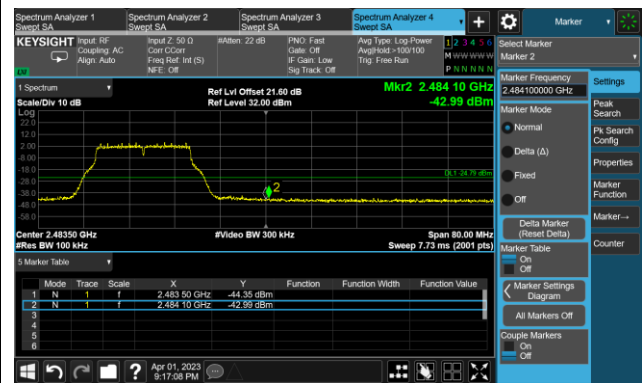 Spectrum Analyzer 1
Swept SA
Spectrum Analyzer 2
Swept SA
Spectrum Analyzer 3
Swept SA
Spectrum Analyzer 4
Swept SA
+
Marker
KEYSIGHT
Input: RF
Coupling: AC
Align: Auto
Input Z: 50 Ω
Corr CCorr
Freq Ref: Int (S)
NFE: Off
#Atten: 22 dB
PNO: Fast
Gate: Off
IF Gain: Low
Sig Track: Off
Avg Type: Log-Power
Avg|Hold:>100/100
Trig: Free Run
1 2 3 4 5 6
M W W W W W
P N N N N N
LW
Select Marker
Marker 2
1 Spectrum
Scale/Div 10 dB
Log
Ref Lvl Offset 21.60 dB
Ref Level 32.00 dBm
Mkr2 2.484 10 GHz
-42.99 dBm
22.0
12.0
2.00
-8.00
-18.0
-28.0
-38.0
-48.0
-58.0
DL1 -24.79 dBm
2
Center 2.48350 GHz
#Res BW 100 kHz
#Video BW 300 kHz
Span 80.00 MHz
Sweep 7.73 ms (2001 pts)
5 Marker Table
Mode Trace Scale X Y Function Function Width Function Value
1 N 1 f 2.483 50 GHz -44.35 dBm
2 N 1 f 2.484 10 GHz -42.99 dBm
3
4
5
6
Marker Frequency
2.484100000 GHz
Marker Mode
Normal
Delta (Δ)
Fixed
Off
Delta Marker
(Reset Delta)
Marker Table
On
Off
Marker Settings
Diagram
All Markers Off
Couple Markers
On
Off
Settings
Peak
Search
Pk Search
Config
Properties
Marker
Function
Marker→
Counter
?
Apr 01, 2023
9:17:08 PM